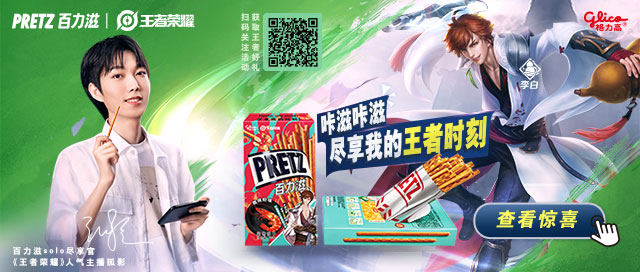 PRETZ 百力滋
王者荣耀
扫码关注活动
获取王者好礼
glico
格力高
李白
咔滋咔滋
尽享我的王者时刻
PRETZ
百力滋
查看惊喜
百力滋solo尽享官
《王者荣耀》人气主播孤影